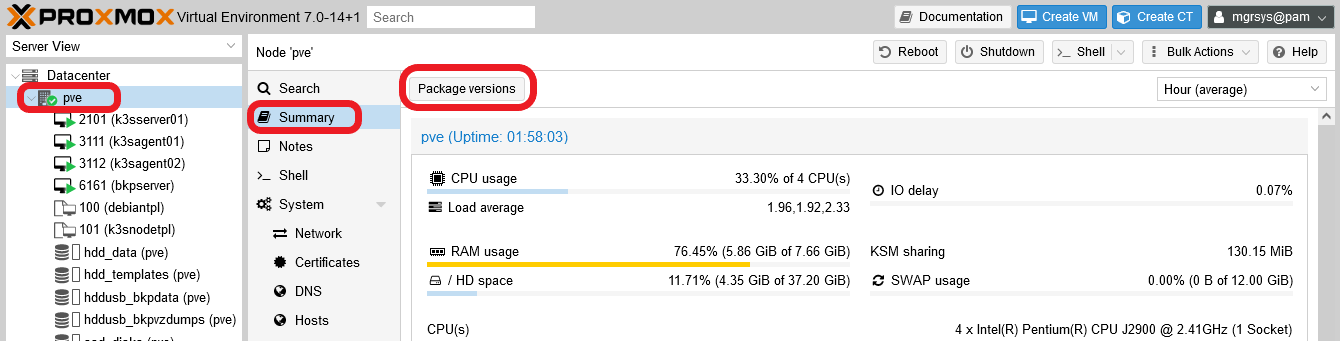 PROXMOX Virtual Environment 7.0-14+1 Search Documentation Create VM Create CT mgrsys@pam
Server View
Node 'pve' Reboot Shutdown Shell Bulk Actions Help
Datacenter
pve
2101 (k3sserver01)
3111 (k3sagent01)
3112 (k3sagent02)
6161 (bkpserver)
100 (debiantpl)
101 (k3snodetpl)
hdd_data (pve)
hdd_templates (pve)
hddusb_bkpdata (pve)
hddusb_bkpvzdumps (pve)
Search
Summary
Notes
Shell
System
Network
Certificates
DNS
Hosts
Package versions Hour (average)
pve (Uptime: 01:58:03)
CPU usage 33.30% of 4 CPU(s)
IO delay 0.07%
Load average 1.96,1.92,2.33
RAM usage 76.45% (5.86 GiB of 7.66 GiB)
KSM sharing 130.15 MiB
/ HD space 11.71% (4.35 GiB of 37.20 GiB)
SWAP usage 0.00% (0 B of 12.00 GiB)
CPU(s) 4 x Intel(R) Pentium(R) CPU J2900 @ 2.41GHz (1 Socket)